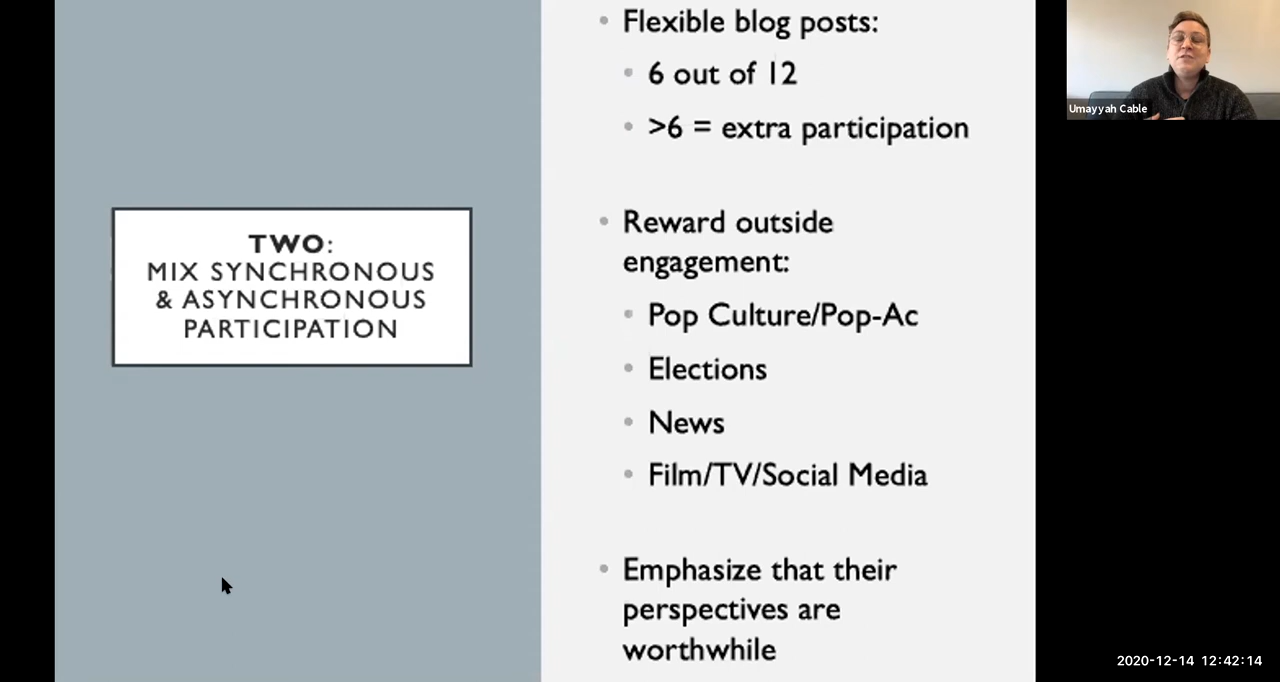 TWO:
MIX SYNCHRONOUS
& ASYNCHRONOUS
PARTICIPATION
Flexible blog posts:
6 out of 12
>6 = extra participation
Reward outside
engagement:
Pop Culture/Pop-Ac
Elections
News
Film/TV/Social Media
Emphasize that their
perspectives are
worthwhile
Umayyah Cable
2020-12-14 12:42:14